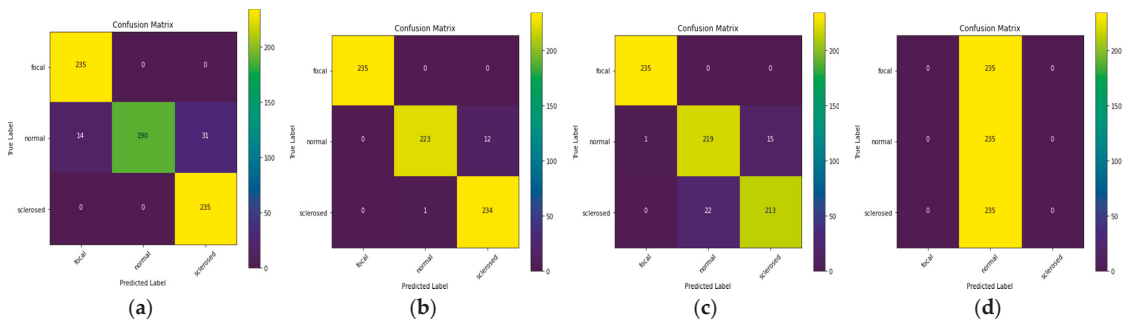 Confusion Matrix
focal
normal
sclerosed
True Label
235 0 0
14 190 31
0 0 235
focal normal sclerosed
Predicted Label
200
150
100
50
0
(a)
Confusion Matrix
focal
normal
sclerosed
True Label
235 0 0
0 223 12
0 1 234
focal normal sclerosed
Predicted Label
200
150
100
50
0
(b)
Confusion Matrix
focal
normal
sclerosed
True Label
235 0 0
1 219 15
0 22 213
focal normal sclerosed
Predicted Label
200
150
100
50
0
(c)
Confusion Matrix
focal
normal
sclerosed
True Label
0 235 0
0 235 0
0 235 0
focal normal sclerosed
Predicted Label
200
150
100
50
0
(d)